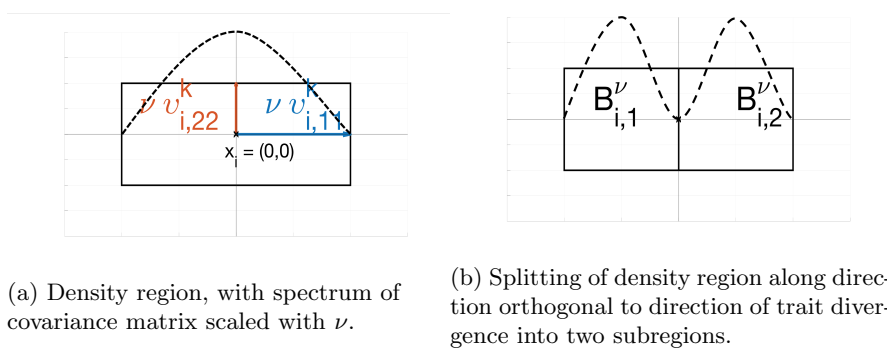 ν υ^k_{i,22}
ν υ^k_{i,11}
x_i = (0,0)
(a) Density region, with spectrum of
covariance matrix scaled with ν.
B^ν_{i,1}
B^ν_{i,2}
(b) Splitting of density region along direc-
tion orthogonal to direction of trait diver-
gence into two subregions.